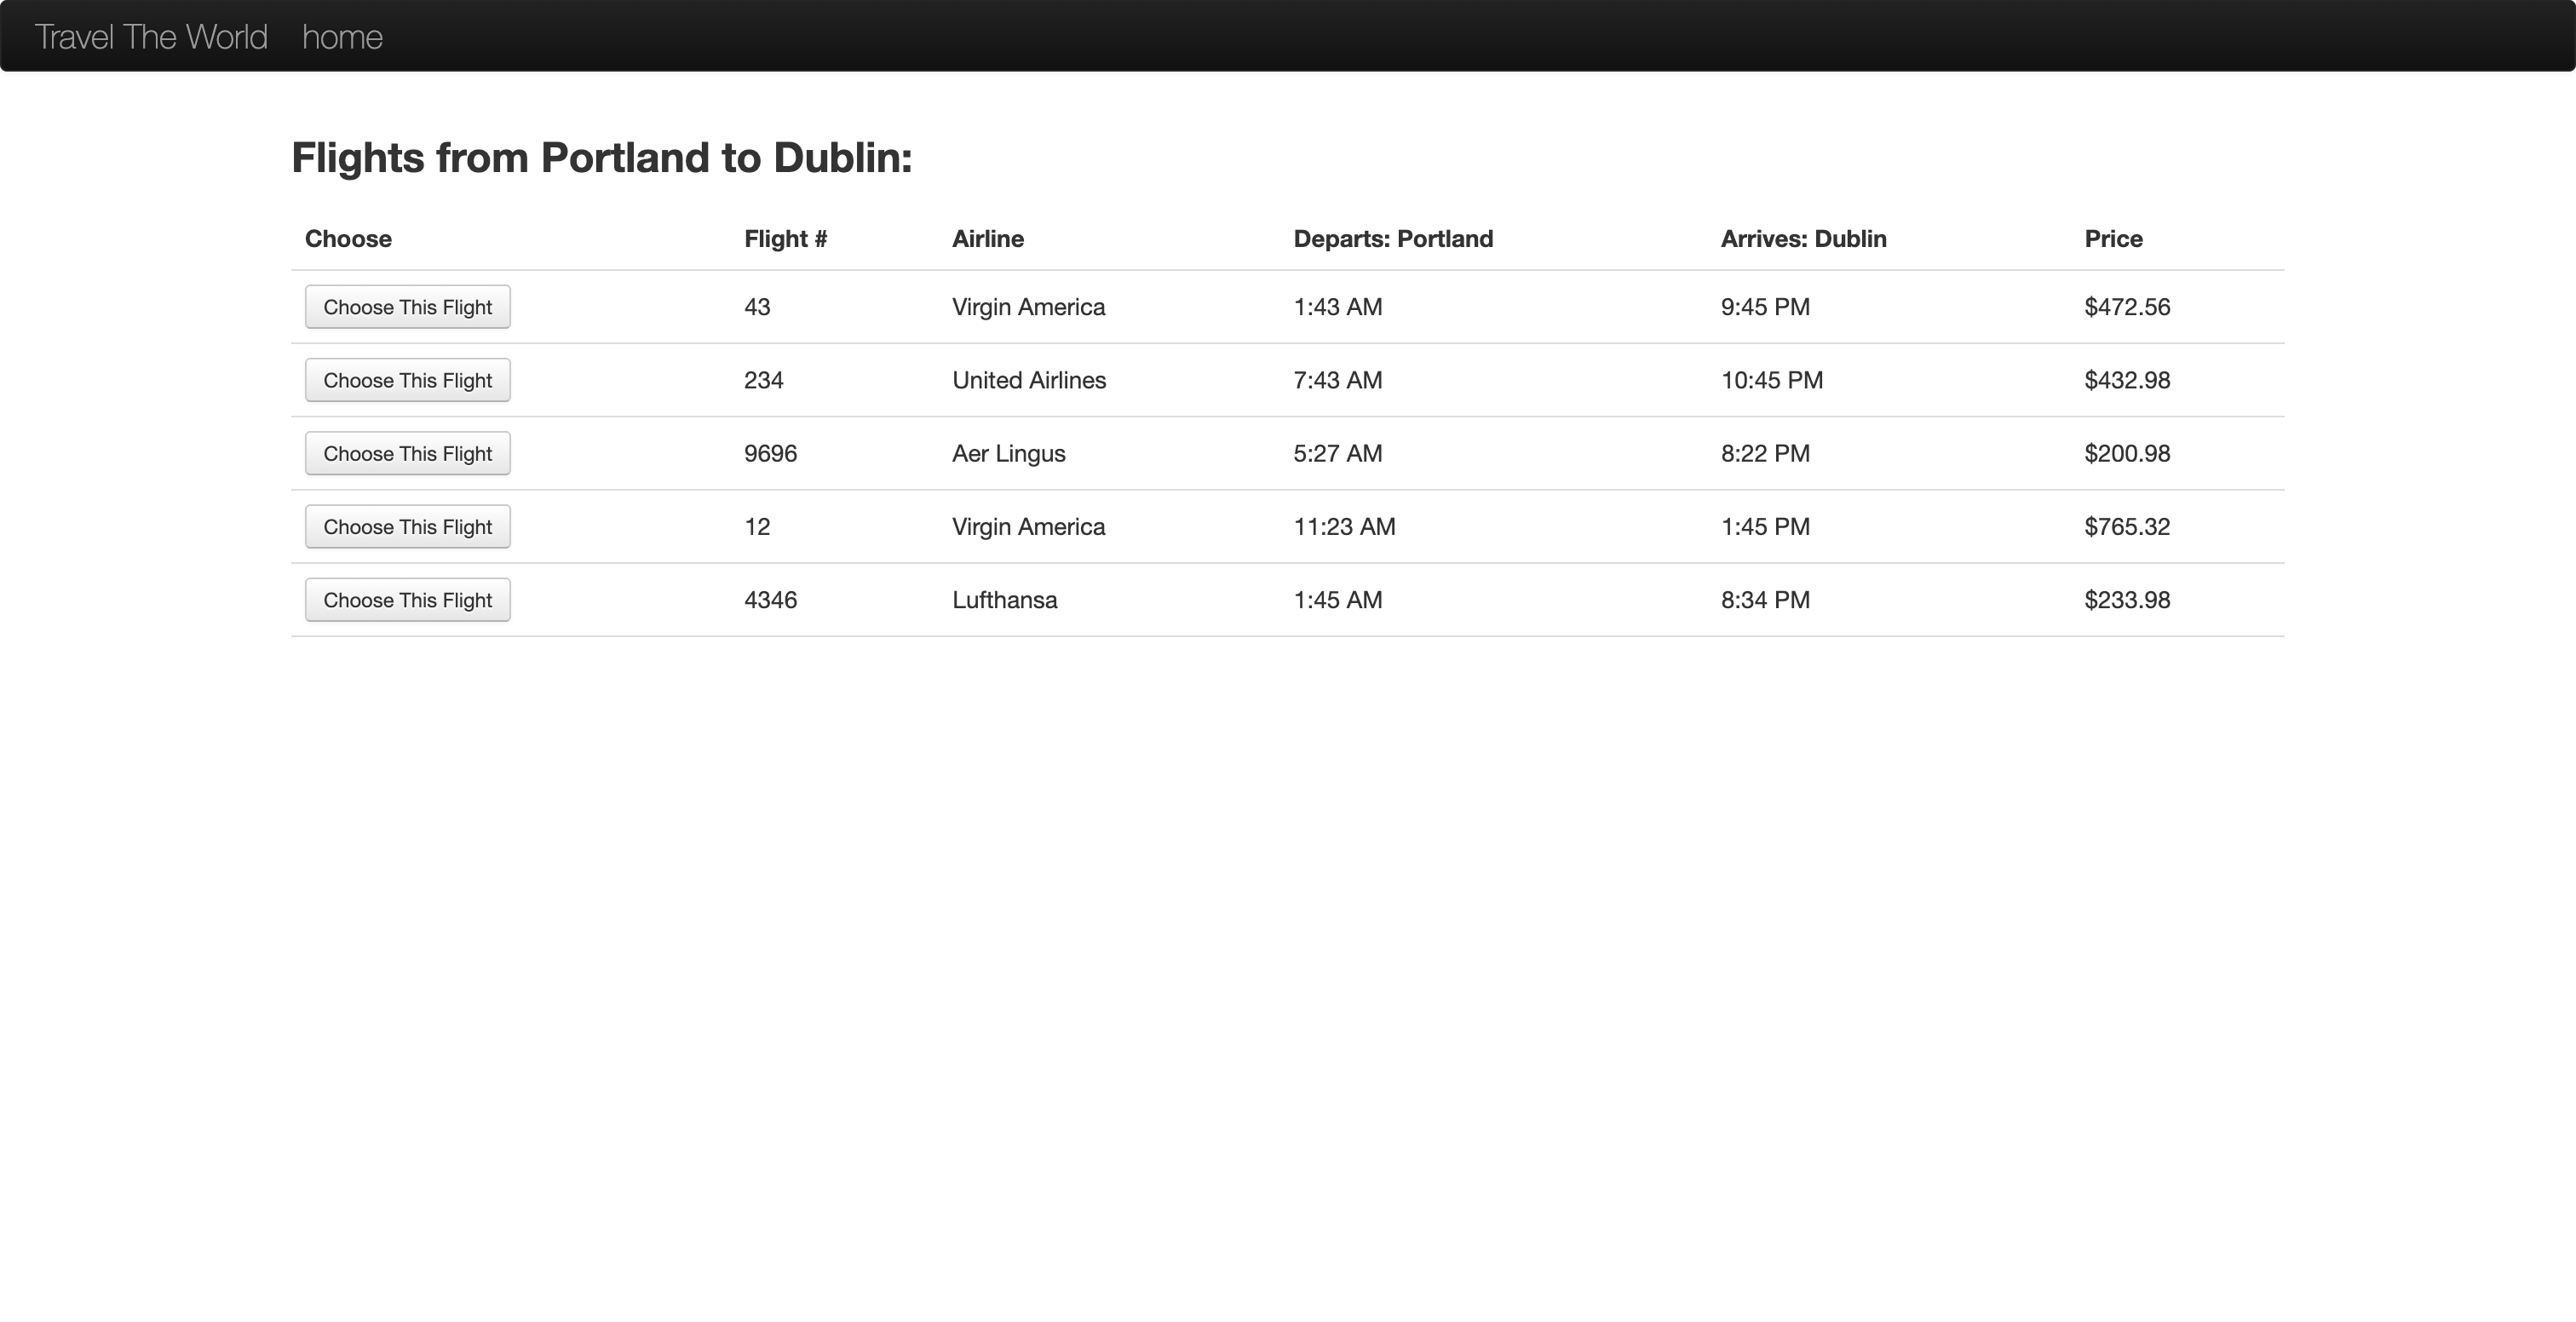 Travel The World home
Flights from Portland to Dublin:
Choose Flight # Airline Departs: Portland Arrives: Dublin Price
Choose This Flight 43 Virgin America 1:43 AM 9:45 PM $472.56
Choose This Flight 234 United Airlines 7:43 AM 10:45 PM $432.98
Choose This Flight 9696 Aer Lingus 5:27 AM 8:22 PM $200.98
Choose This Flight 12 Virgin America 11:23 AM 1:45 PM $765.32
Choose This Flight 4346 Lufthansa 1:45 AM 8:34 PM $233.98